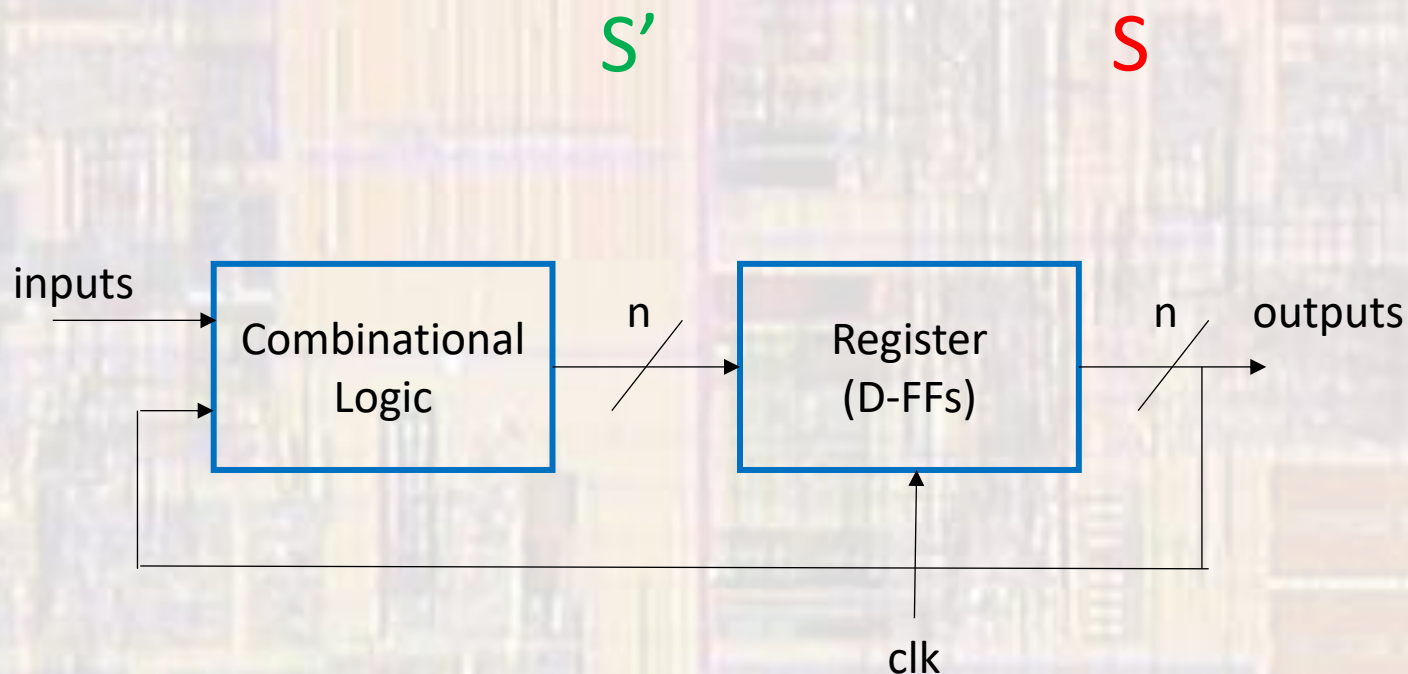 S’
S
inputs
Combinational
Logic
n
Register
(D-FFs)
n
outputs
clk